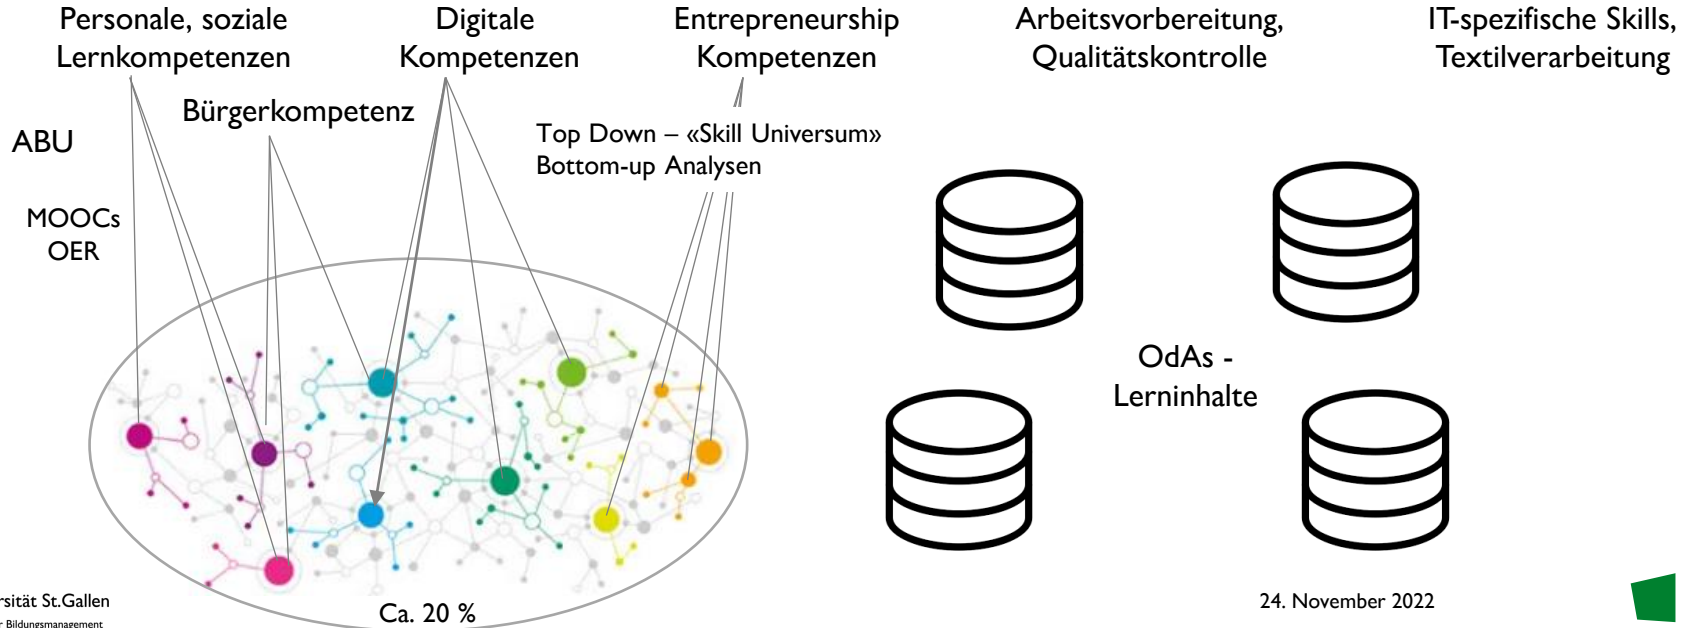 Personale, soziale
Lernkompetenzen
Digitale
Kompetenzen
Entrepreneurship
Kompetenzen
Arbeitsvorbereitung,
Qualitätskontrolle
IT-spezifische Skills,
Textilverarbeitung
Bürgerkompetenz
ABU
Top Down – «Skill Universum»
Bottom-up Analysen
MOOCs
OER
OdAs -
Lerninhalte
Ca. 20 %
rsität St.Gallen
r Bildungsmanagement
24. November 2022